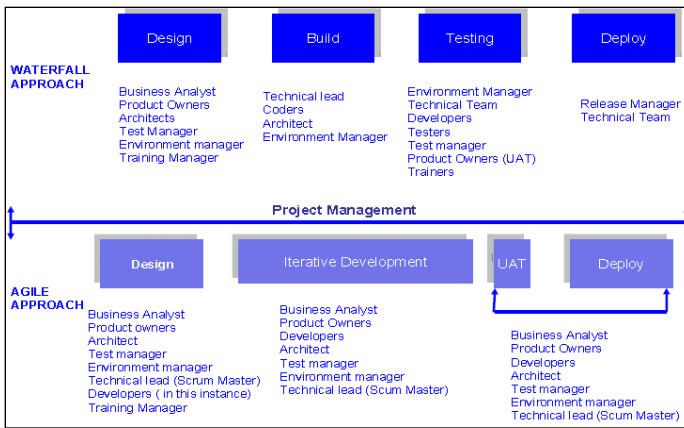 Design
Build
Testing
Deploy
WATERFALL
APPROACH
Business Analyst
Product Owners
Architects
Test Manager
Environment manager
Training Manager
Technical lead
Coders
Architect
Environment Manager
Environment Manager
Technical Team
Developers
Testers
Test manager
Product Owners (UAT)
Trainers
Release Manager
Technical Team
Project Management
Design
Iterative Development
UAT
Deploy
AGILE
APPROACH
Business Analyst
Product owners
Architect
Test manager
Environment manager
Technical lead (Scrum Master)
Developers ( in this instance)
Training Manager
Business Analyst
Product Owners
Developers
Architect
Test manager
Environment manager
Technical lead (Scrum Master)
Business Analyst
Product Owners
Developers
Architect
Test manager
Environment manager
Technical lead (Scrum Master)